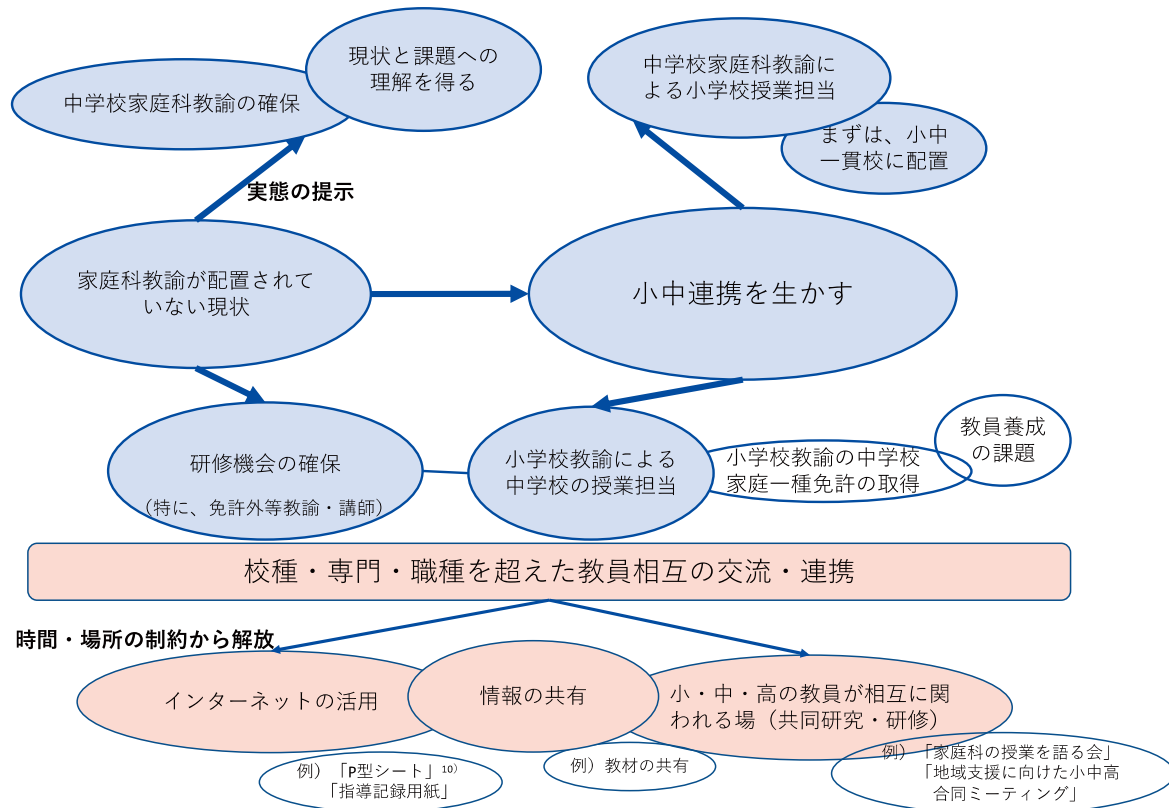 現状と課題への
理解を得る
中学校家庭科教諭の確保
中学校家庭科教諭に
よる小学校授業担当
まずは、小中
一貫校に配置
実態の提示
家庭科教諭が配置されて
いない現状
小中連携を生かす
研修機会の確保
（特に、免許外等教諭・講師）
小学校教諭による
中学校の授業担当
小学校教諭の中学校
家庭一種免許の取得
教員養成
の課題
校種・専門・職種を超えた教員相互の交流・連携
時間・場所の制約から解放
インターネットの活用
情報の共有
小・中・高の教員が相互に関
われる場（共同研究・研修）
例）「P型シート」10）
「指導記録用紙」
例）教材の共有
例）「家庭科の授業を語る会」
「地域支援に向けた小中高
合同ミーティング」